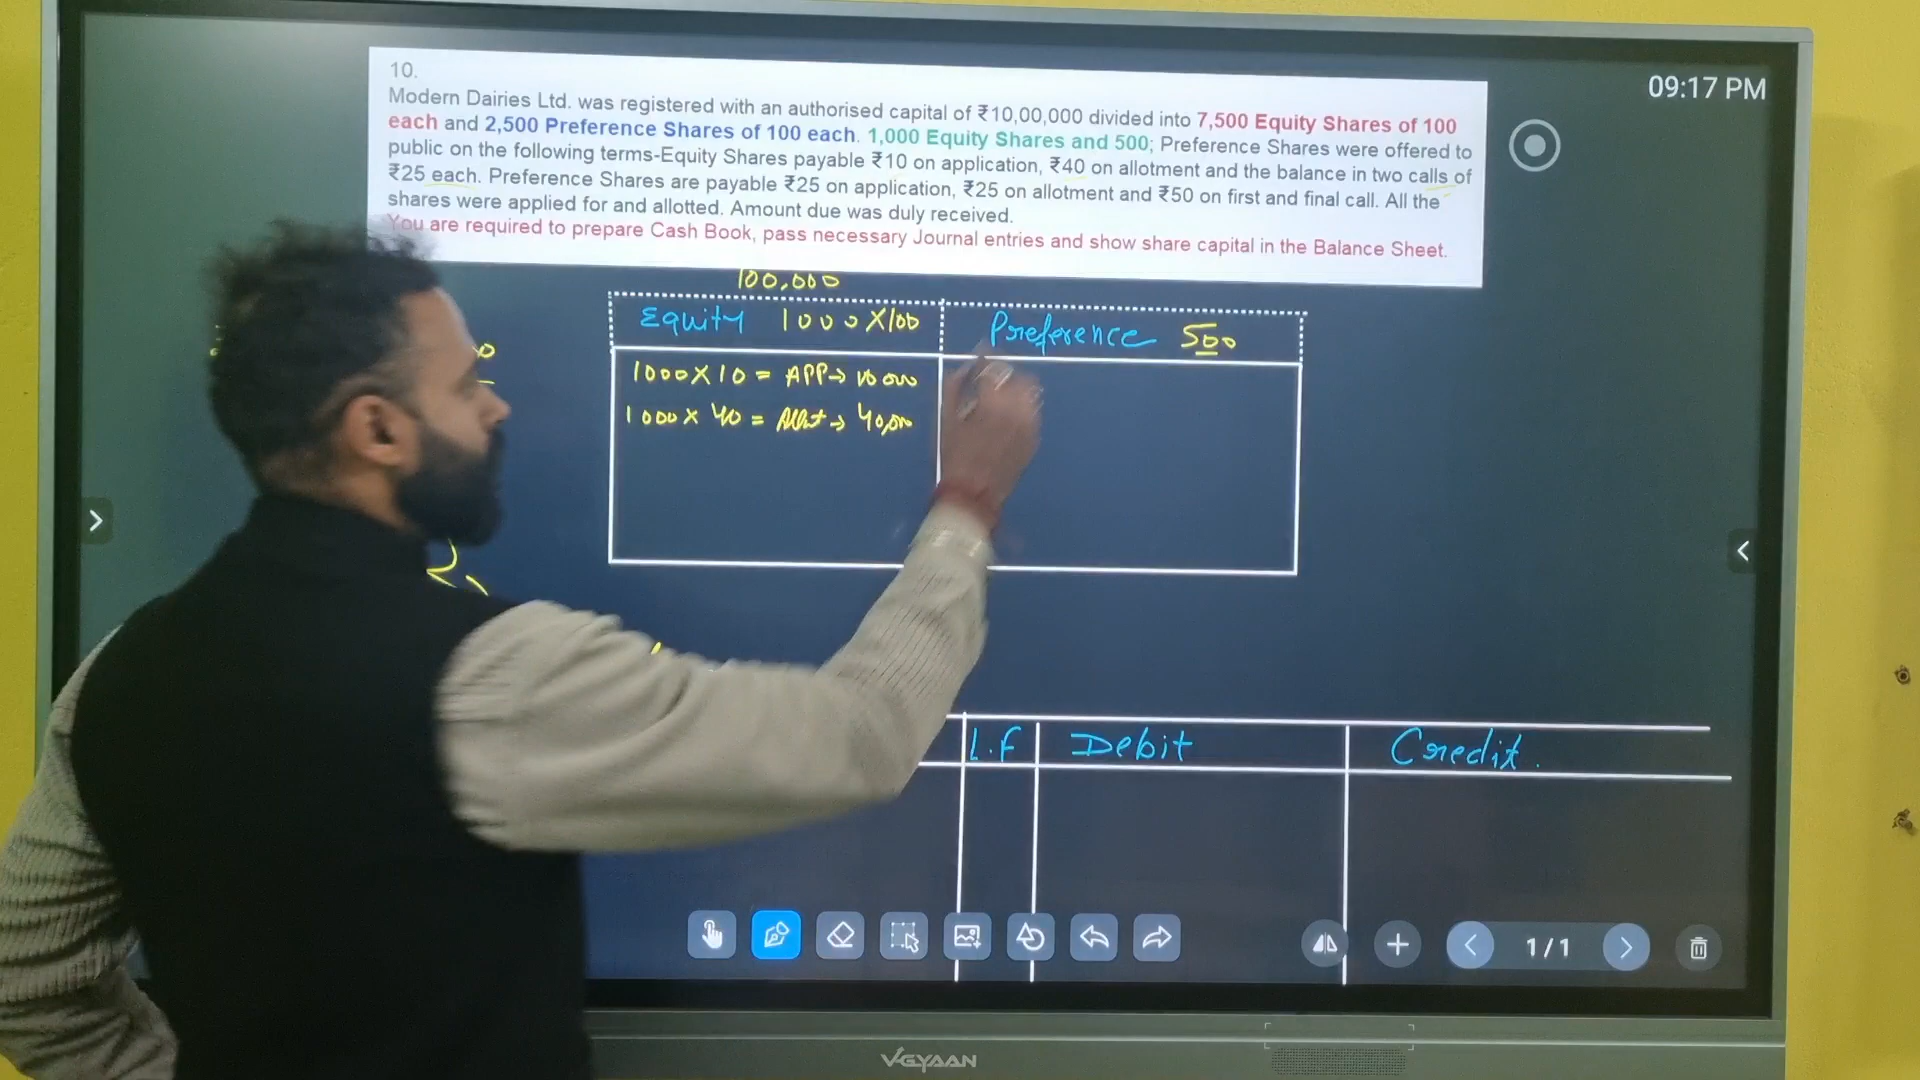 09:17 PM
10.
Modern Dairies Ltd. was registered with an authorised capital of ₹10,00,000 divided into 7,500 Equity Shares of 100
each and 2,500 Preference Shares of 100 each. 1,000 Equity Shares and 500; Preference Shares were offered to
public on the following terms-Equity Shares payable ₹10 on application, ₹40 on allotment and the balance in two calls of
₹25 each. Preference Shares are payable ₹25 on application, ₹25 on allotment and ₹50 on first and final call. All the
shares were applied for and allotted. Amount due was duly received.
You are required to prepare Cash Book, pass necessary Journal entries and show share capital in the Balance Sheet.
100,000
Equity 1000X100
Preference 500
1000X10 = APP→ 10000
1000X 40 = Allot → 40,000
L.F Debit Credit.
1/1
VGYAAN